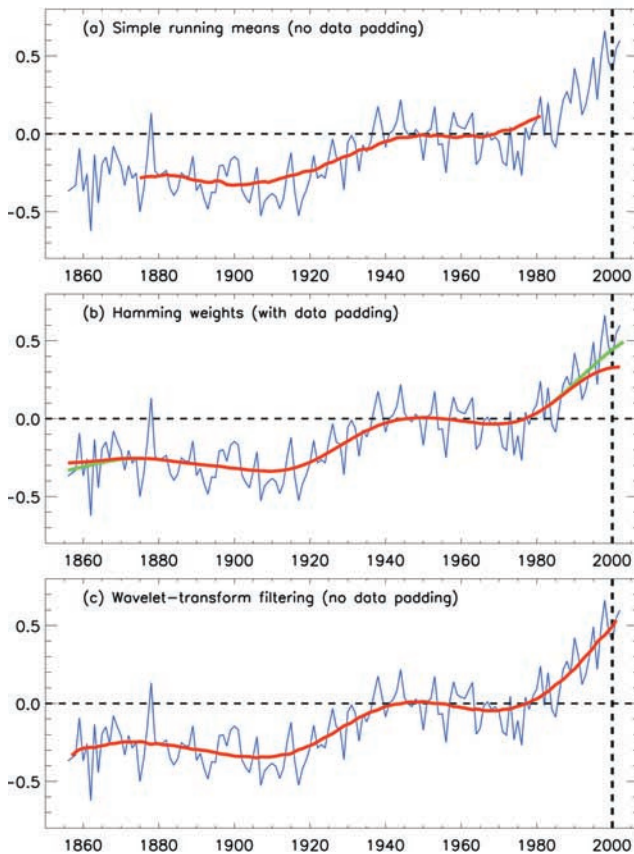 (a) Simple running means (no data padding)
0.5
0.0
-0.5
1860 1880 1900 1920 1940 1960 1980 2000
(b) Hamming weights (with data padding)
0.5
0.0
-0.5
1860 1880 1900 1920 1940 1960 1980 2000
(c) Wavelet-transform filtering (no data padding)
0.5
0.0
-0.5
1860 1880 1900 1920 1940 1960 1980 2000